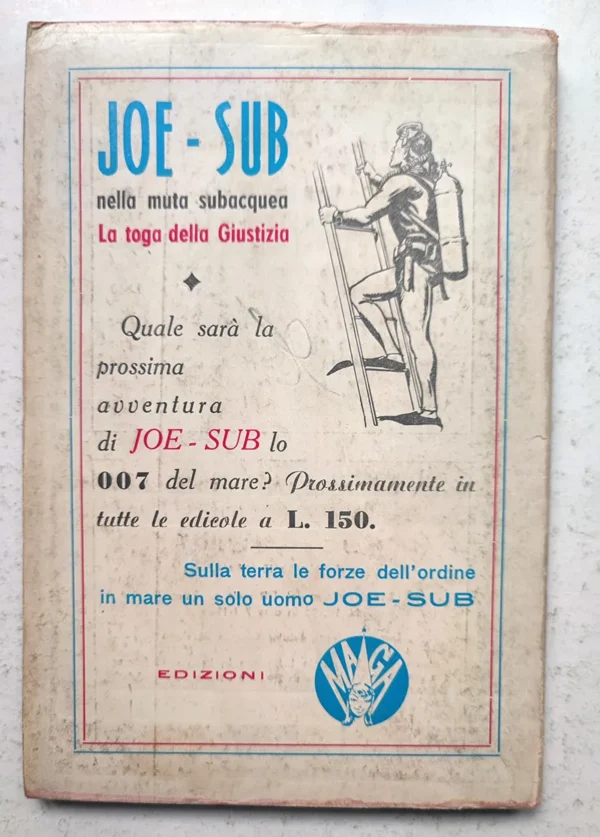 JOE - SUB
nella muta subacquea
La toga della Giustizia
Quale sarà la
prossima
avventura
di JOE - SUB lo
007 del mare? Prossimamente in
tutte le edicole a L. 150.
Sulla terra le forze dell'ordine
in mare un solo uomo JOE - SUB
EDIZIONI
MAGA